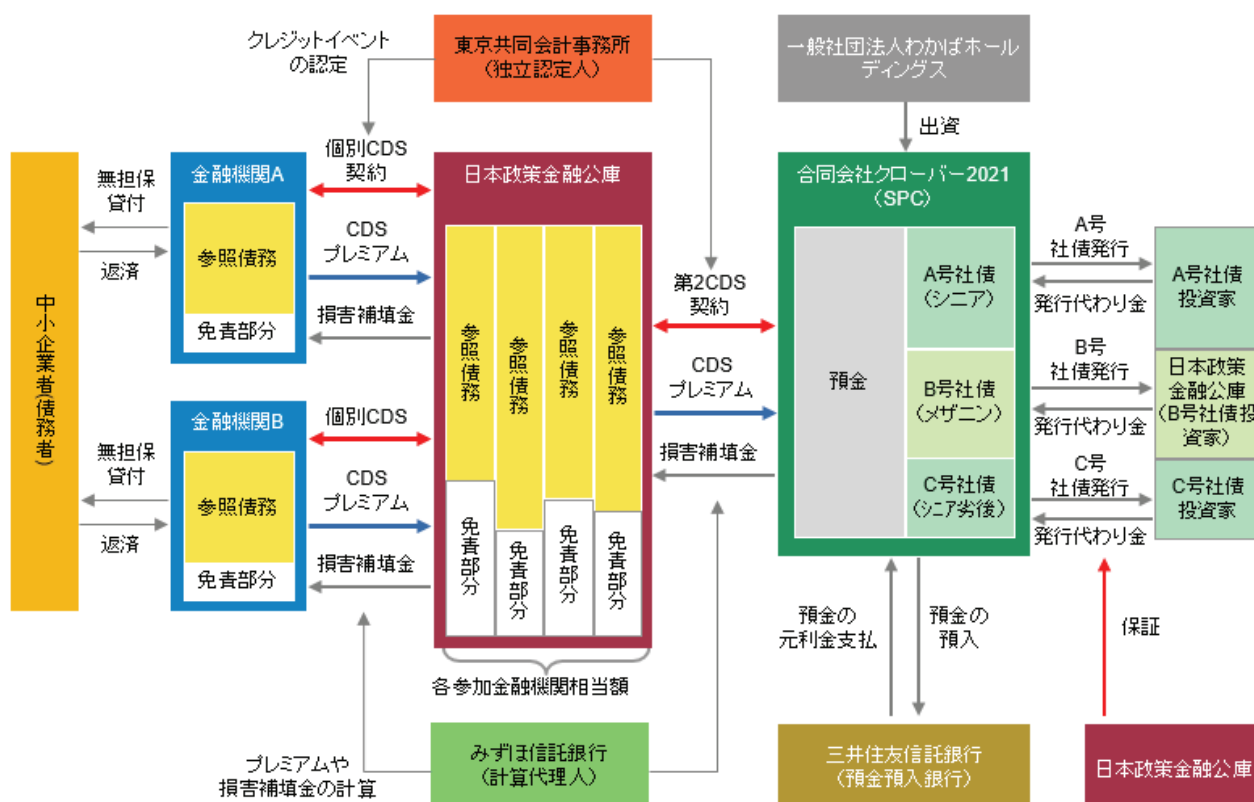 クレジットイベント
の認定
東京共同会計事務所
(独立認定人)
一般社団法人わかばホール
ディングス
出資
中小企業者(債務者)
無担保
貸付
返済
金融機関A
参照債務
免責部分
個別CDS
契約
CDS
プレミアム
損害補填金
無担保
貸付
返済
金融機関B
参照債務
免責部分
個別CDS
CDS
プレミアム
損害補填金
日本政策金融公庫
参照債務
参照債務
参照債務
参照債務
免責部分
免責部分
免責部分
免責部分
各参加金融機関相当額
第2CDS
契約
CDS
プレミアム
損害補填金
合同会社クローバー2021
(SPC)
預金
A号社債
(シニア)
B号社債
(メザニン)
C号社債
(シニア劣後)
A号
社債発行
発行代わり金
B号
社債発行
発行代わり金
C号
社債発行
発行代わり金
A号社債
投資家
日本政策
金融公庫
(B号社債投
資家)
C号社債
投資家
預金の
元利金支払
預金の
預入
保証
プレミアムや
損害補填金の計算
みずほ信託銀行
(計算代理人)
三井住友信託銀行
(預金預入銀行)
日本政策金融公庫